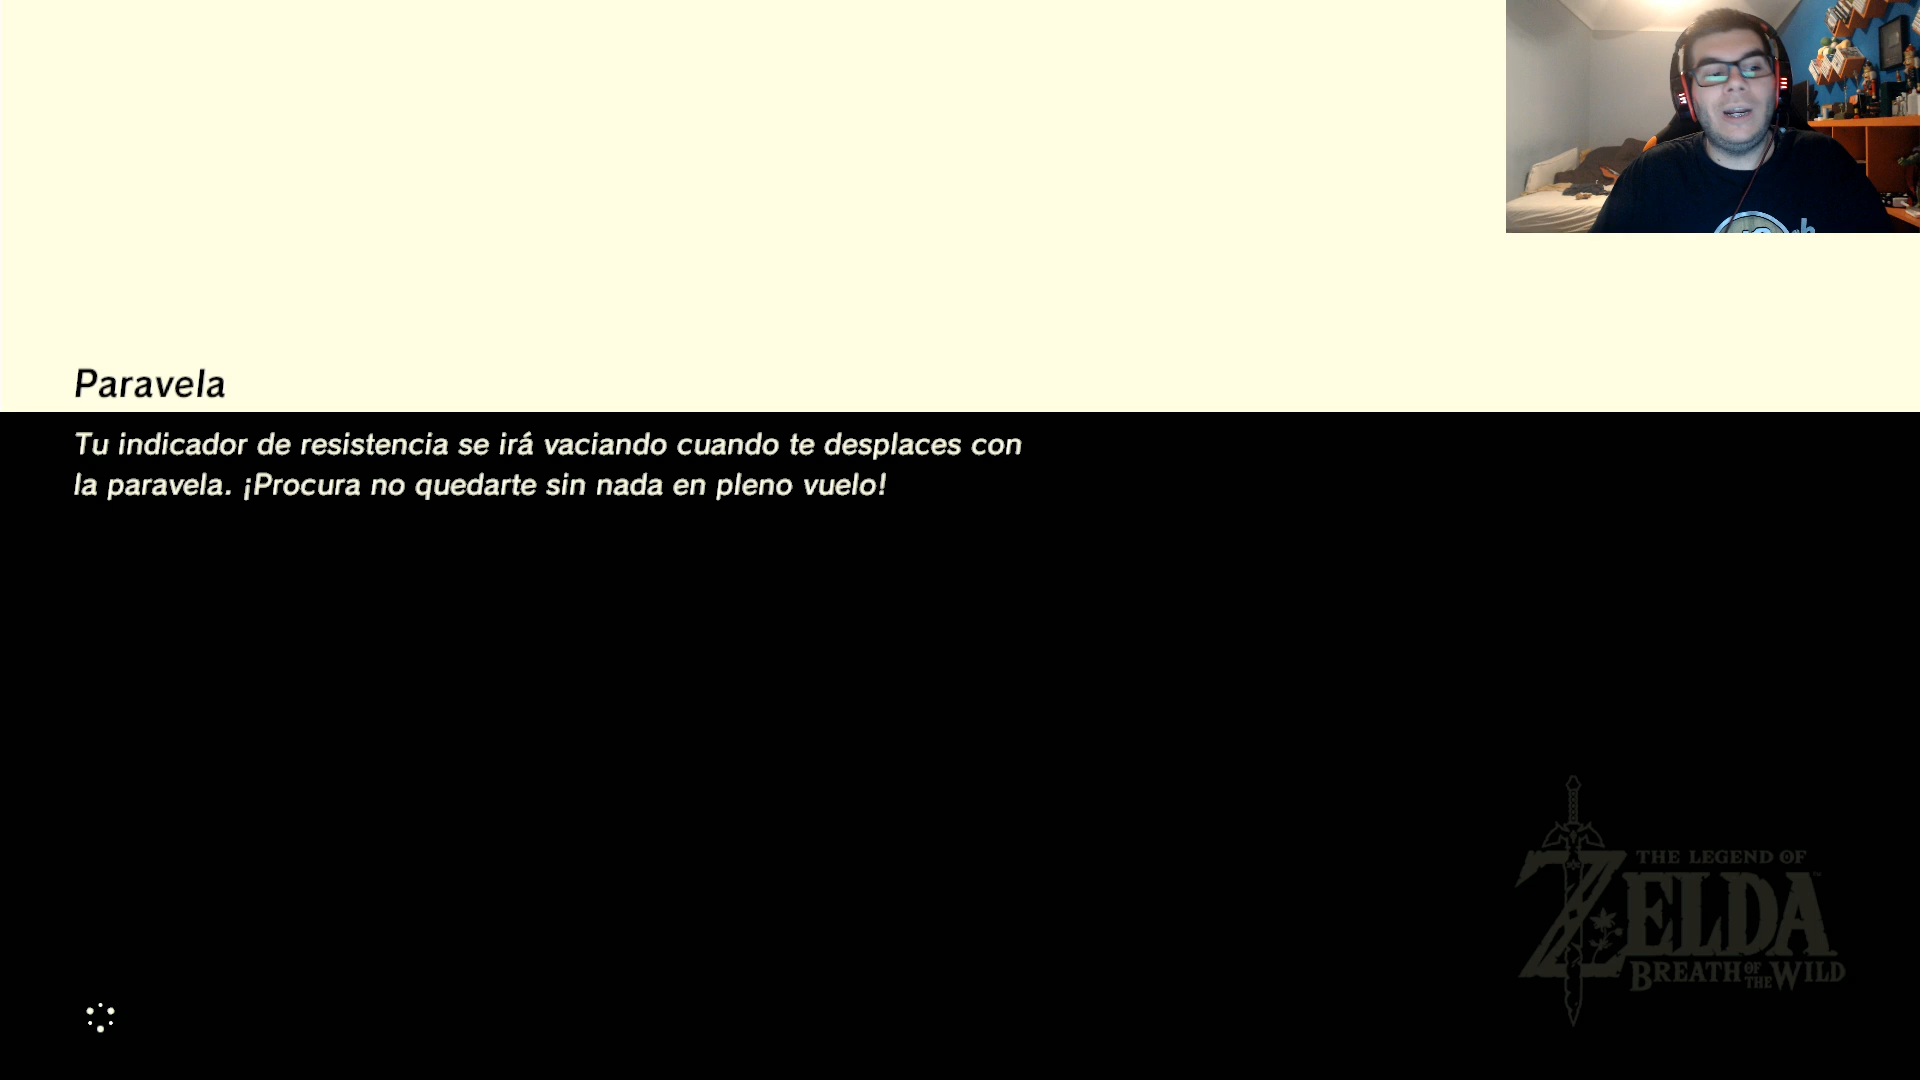 Paravela
Tu indicador de resistencia se irá vaciando cuando te desplaces con
la paravela. ¡Procura no quedarte sin nada en pleno vuelo!
THE LEGEND OF
ZELDA
BREATH OF THE WILD